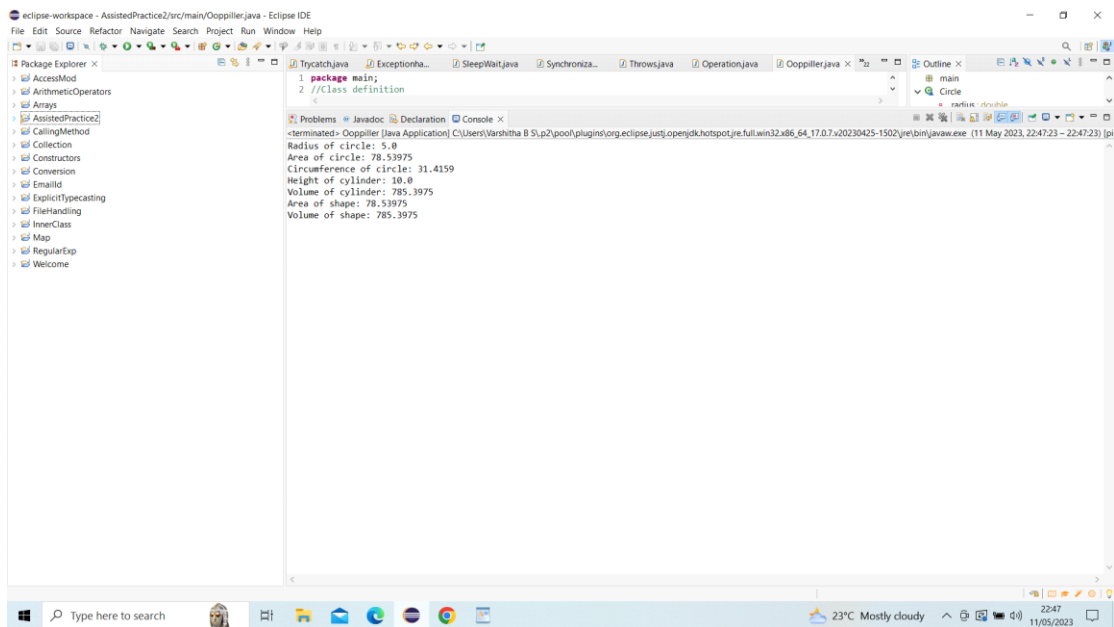 eclipse-workspace - AssistedPractice2/src/main/Ooppiller.java - Eclipse IDE
File Edit Source Refactor Navigate Search Project Run Window Help
Package Explorer
AccessMod
ArithmeticOperators
Arrays
AssistedPractice2
CallingMethod
Collection
Constructors
Conversion
EmailId
ExplicitTypecasting
FileHandling
InnerClass
Map
RegularExp
Welcome
Trycatch.java Exceptionha... SleepWait.java Synchroniza... Throws.java Operation.java Ooppiller.java
1 package main;
2 //Class definition
Outline
main
Circle
radius : double
Problems Javadoc Declaration Console
<terminated> Ooppiller [Java Application] C:\Users\Varshitha B S\.p2\pool\plugins\org.eclipse.justj.openjdk.hotspot.jre.full.win32.x86_64_17.0.7.v20230425-1502\jre\bin\javaw.exe (11 May 2023, 22:47:23 – 22:47:23) [pi
Radius of circle: 5.0
Area of circle: 78.53975
Circumference of circle: 31.4159
Height of cylinder: 10.0
Volume of cylinder: 785.3975
Area of shape: 78.53975
Volume of shape: 785.3975
Type here to search
23°C Mostly cloudy
22:47
11/05/2023